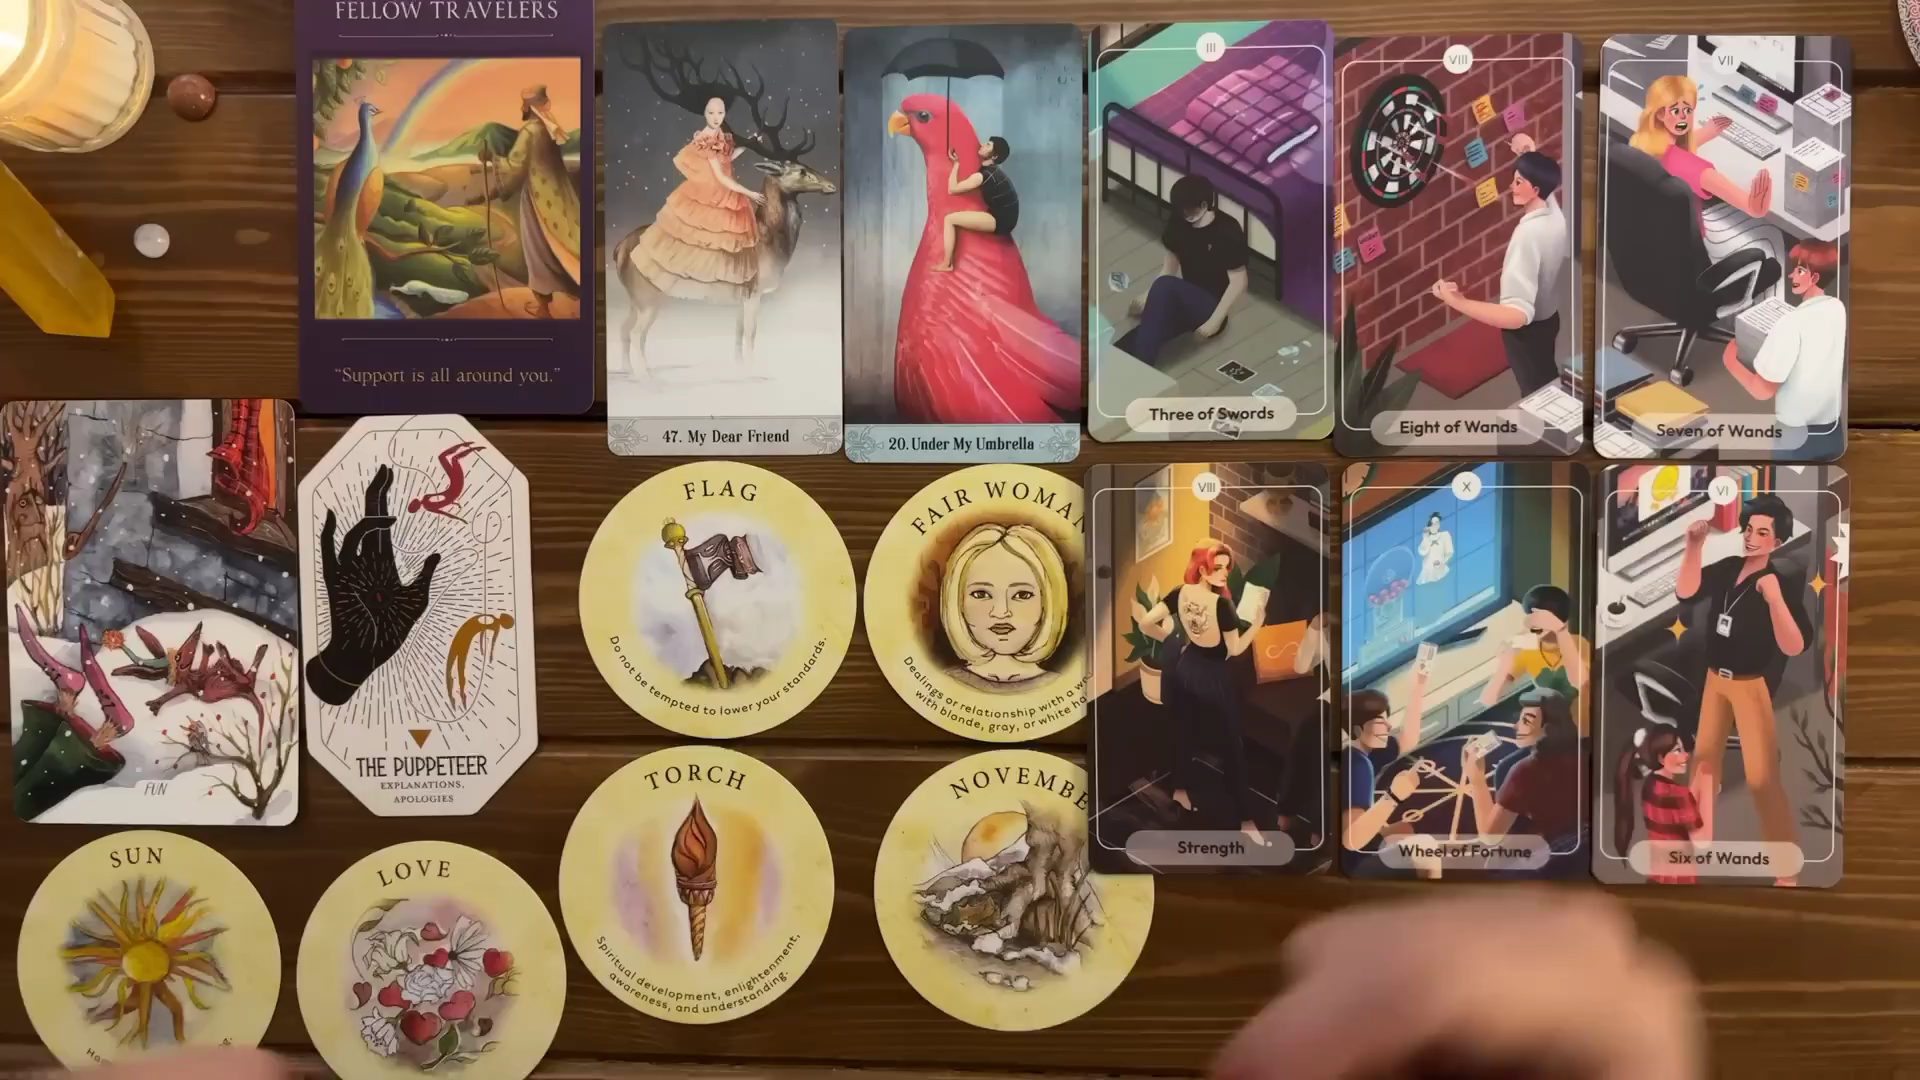 FELLOW TRAVELERS
"Support is all around you."
47. My Dear Friend
20. Under My Umbrella
III
Three of Swords
VIII
Eight of Wands
VII
Seven of Wands
FUN
THE PUPPETEER
EXPLANATIONS,
APOLOGIES
FLAG
Do not be tempted to lower your standards.
FAIR WOMAN
Dealings or relationship with a
with blonde, gray, or white
VIII
Strength
X
Wheel of Fortune
VI
Six of Wands
SUN
LOVE
TORCH
Spiritual development, enlightenment,
awareness, and understanding.
NOVEMBE